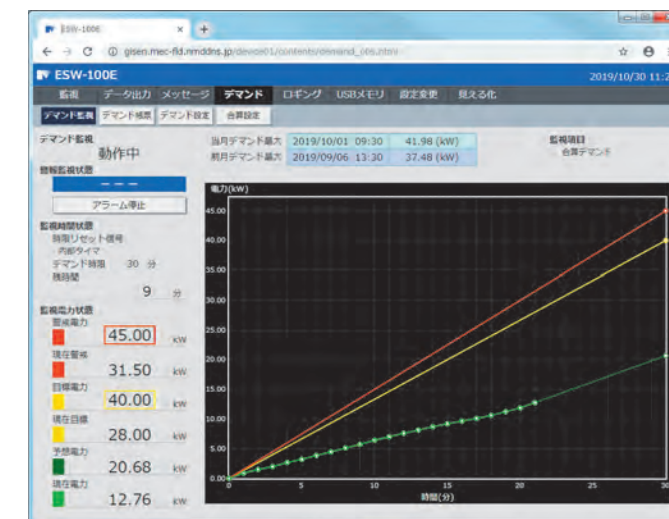 ESW-100E
gisen.mec-fld.nmddns.jp/device01/contents/demand_obs.html
ESW-100E
2019/10/30 11:2
監視 データ出力 メッセージ デマンド ロギング USBメモリ 設定変更 見える化
デマンド監視 デマンド帳票 デマンド設定 合算設定
デマンド監視
動作中
当月デマンド最大 2019/10/01 09:30 41.98 (kW)
前月デマンド最大 2019/09/06 13:30 37.48 (kW)
監視項目
合算デマンド
警報監視状態
---
アラーム停止
監視時間状態
時限リセット信号
内部タイマ
デマンド時限 30 分
残時間
9 分
監視電力状態
警戒電力
45.00 kW
現在警戒
31.50 kW
目標電力
40.00 kW
現在目標
28.00 kW
予想電力
20.68 kW
現在電力
12.76 kW
電力(kW)
45.00
40.00
35.00
30.00
25.00
20.00
15.00
10.00
5.00
0.00
0 5 10 15 20 25 30
時間(分)